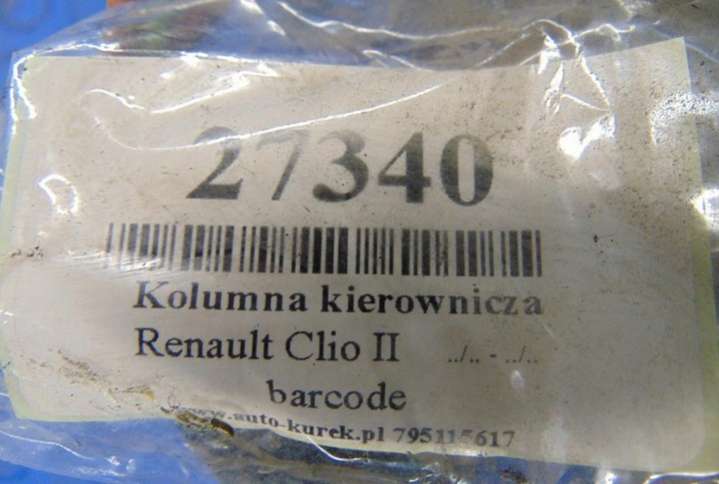 27340
Kolumna kierownicza
Renault Clio II ../.. - ../..
barcode
www.auto-kurek.pl 795115617